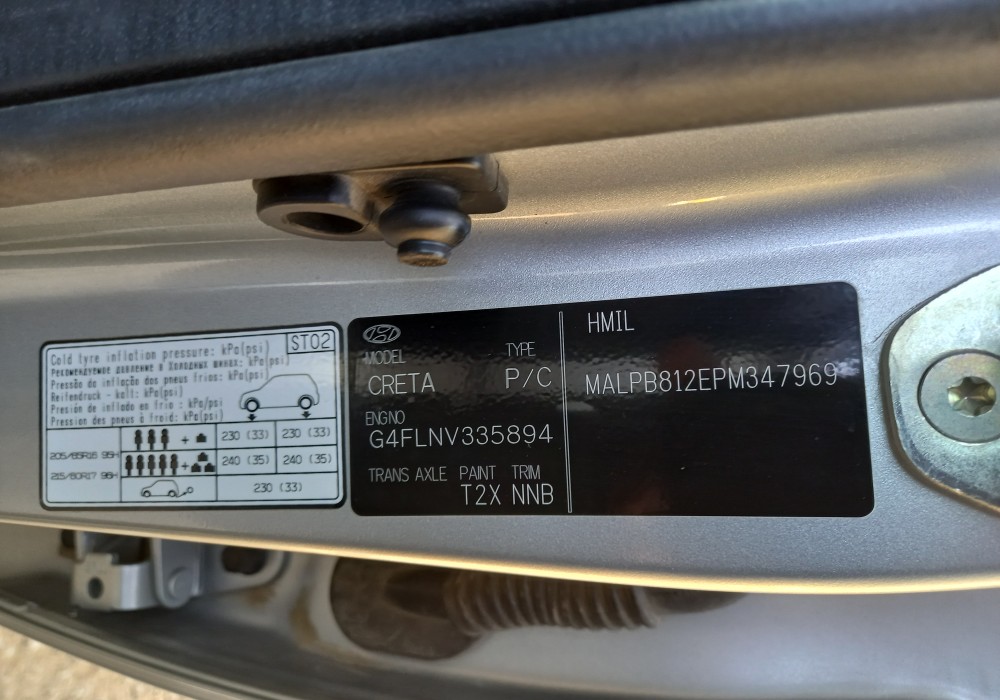 Cold tyre inflation pressure: kPa(psi)
ST02
Рекомендуемое давление в холодных шинах: kPa(psi)
Pressão de inflação dos pneus frios: kPa(psi)
Reifendruck - kalt: kPa(psi)
Presión de inflado en frio : kPa/psi
Pression des pneus à froid: kPa(psi)
205/65R16 95H
215/60R17 96H
+
230 (33) 230 (33)
+
240 (35) 240 (35)
230 (33)
MODEL TYPE
CRETA P/C
ENGNO
G4FLNV335894
TRANS AXLE PAINT TRIM
T2X NNB
HMIL
MALPB812EPM347969